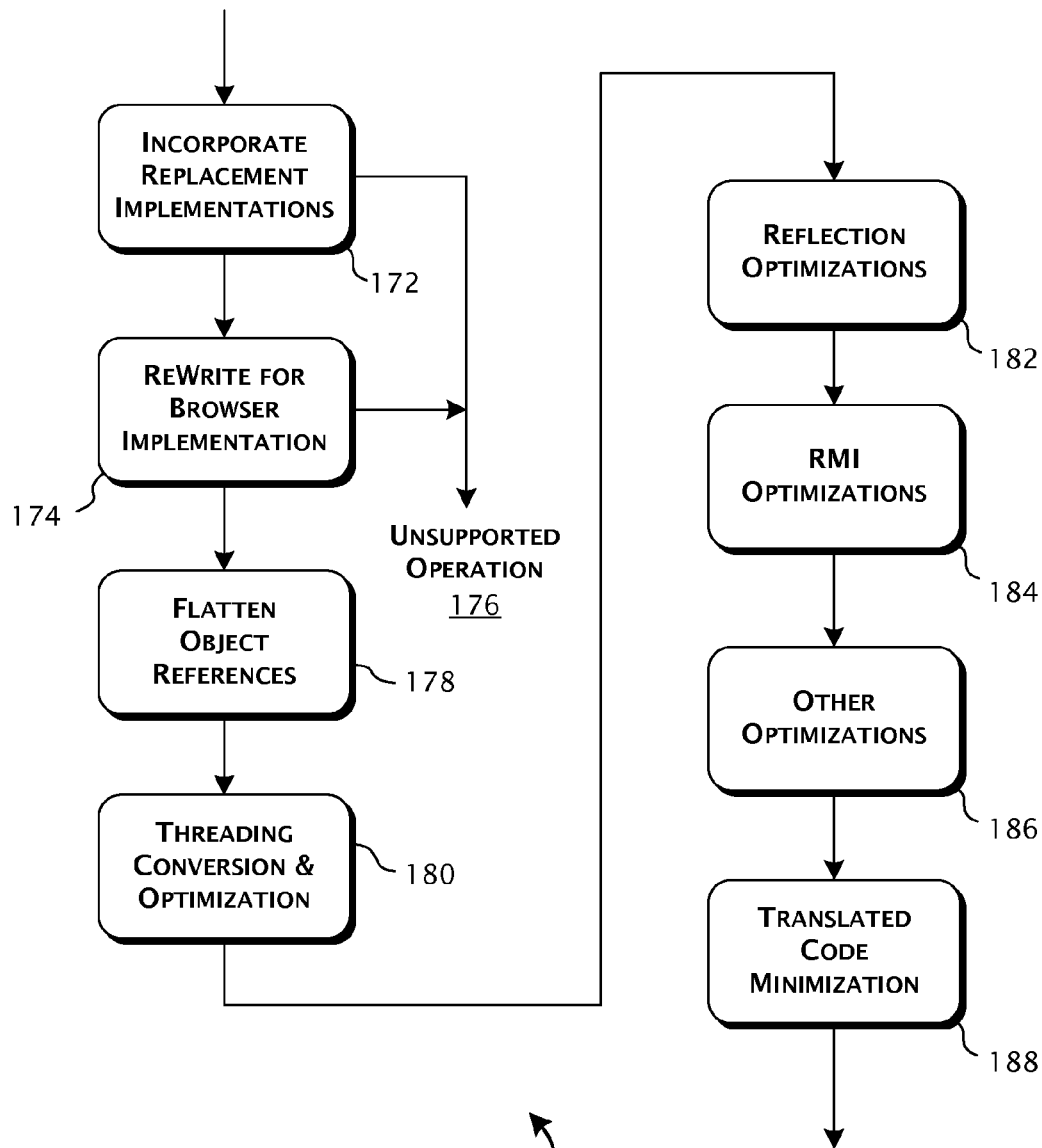 INCORPORATE
REPLACEMENT
IMPLEMENTATIONS
172
REWRITE FOR
BROWSER
IMPLEMENTATION
174
UNSUPPORTED
OPERATION
176
FLATTEN
OBJECT
REFERENCES
178
THREADING
CONVERSION &
OPTIMIZATION
180
REFLECTION
OPTIMIZATIONS
182
RMI
OPTIMIZATIONS
184
OTHER
OPTIMIZATIONS
186
TRANSLATED
CODE
MINIMIZATION
188